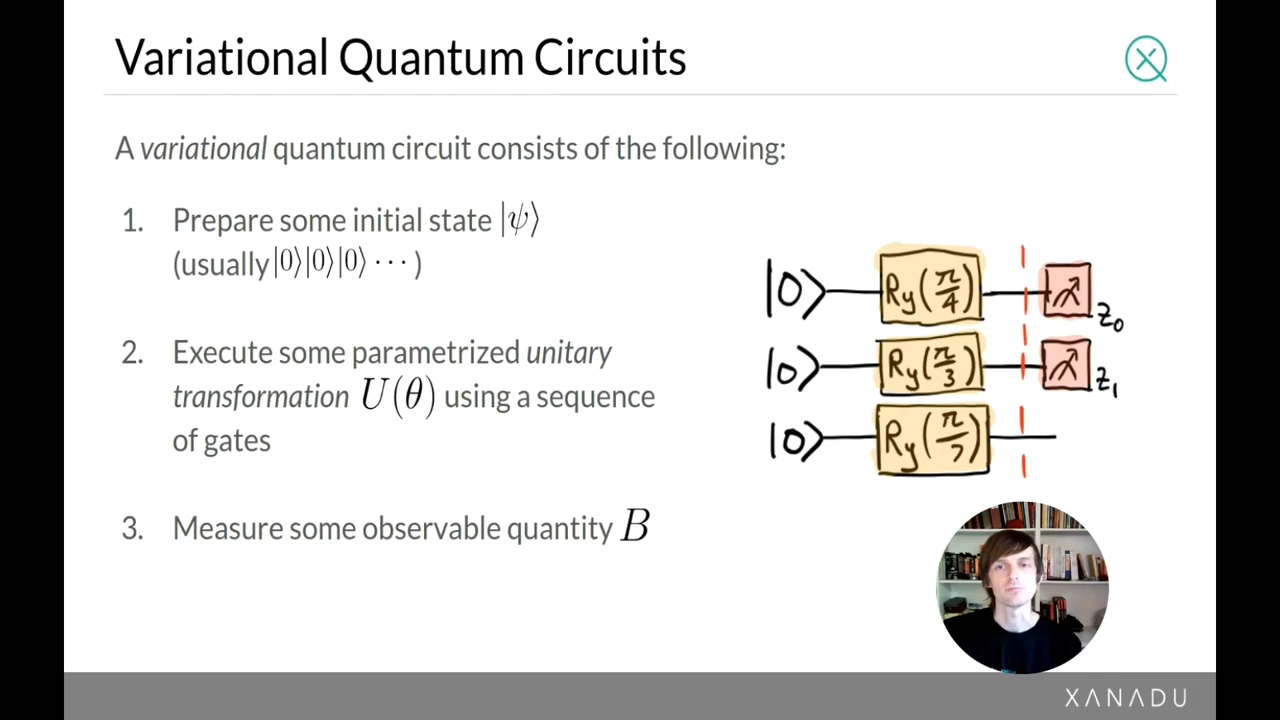 Variational Quantum Circuits
A variational quantum circuit consists of the following:
1. Prepare some initial state |ψ⟩
(usually |0⟩|0⟩|0⟩ ··· )
2. Execute some parametrized unitary
transformation U(θ) using a sequence
of gates
3. Measure some observable quantity B
|0⟩ Ry(π/4) Z0
|0⟩ Ry(π/3) Z1
|0⟩ Ry(
XANADU